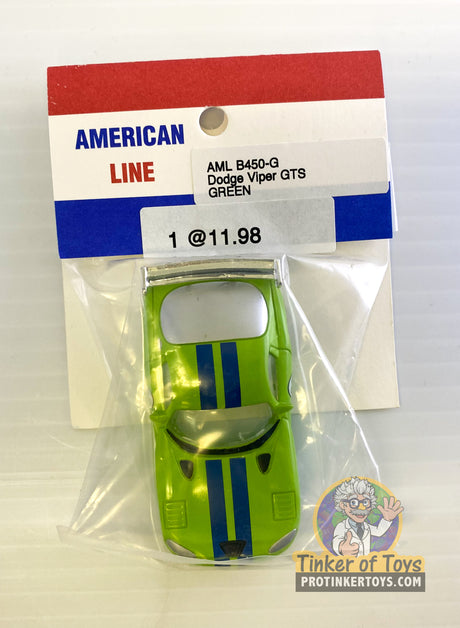 AMERICAN
LINE
AML B450-G
Dodge Viper GTS
GREEN
1 @11.98
Tinker of Toys
PROTINKERTOYS.COM